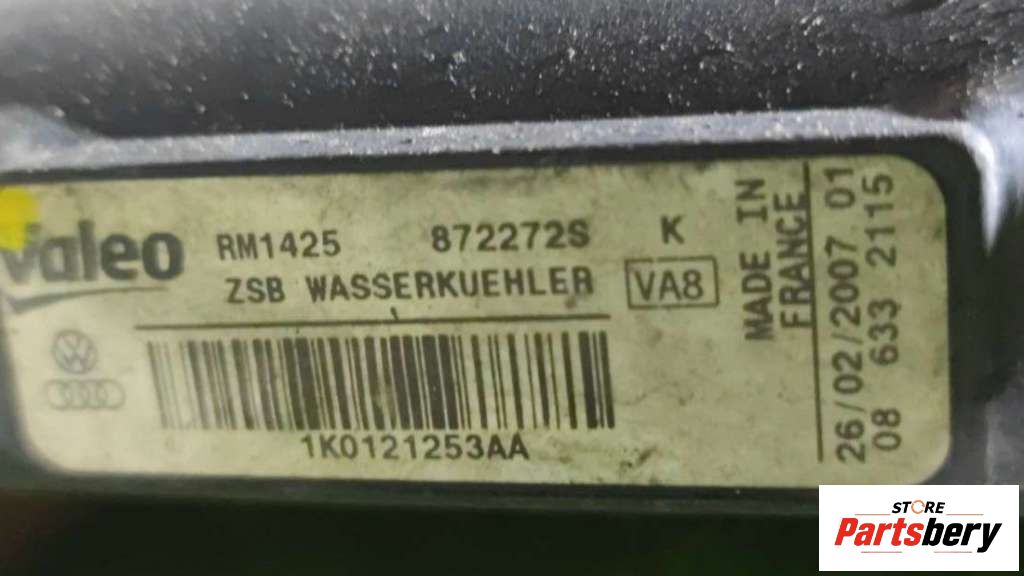 Valeo
RM1425 872272S K
ZSB WASSERKUEHLER VA8
1K0121253AA
MADE IN
FRANCE
26/02/2007 01
08 633 2115
STORE
Partsbery